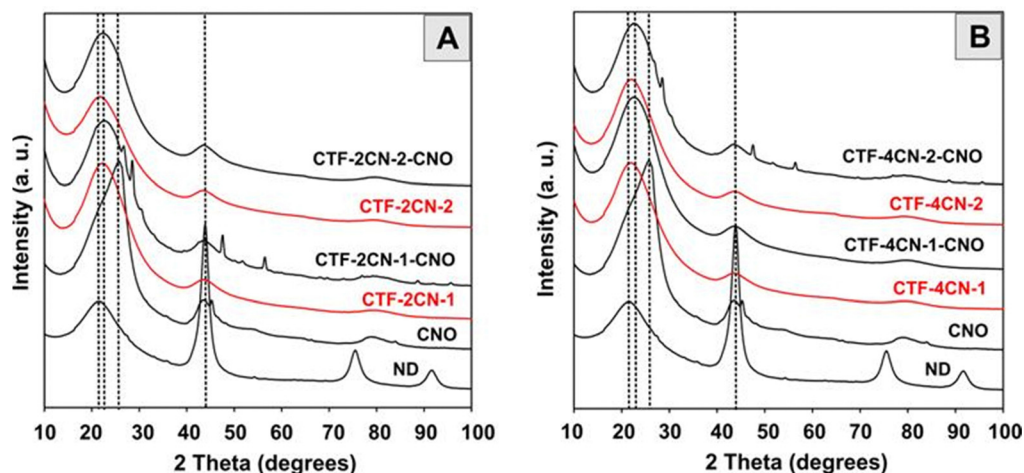 A
Intensity (a. u.)
CTF-2CN-2-CNO
CTF-2CN-2
CTF-2CN-1-CNO
CTF-2CN-1
CNO
ND
10 20 30 40 50 60 70 80 90 100
2 Theta (degrees)
B
Intensity (a. u.)
CTF-4CN-2-CNO
CTF-4CN-2
CTF-4CN-1-CNO
CTF-4CN-1
CNO
ND
10 20 30 40 50 60 70 80 90 100
2 Theta (degrees)